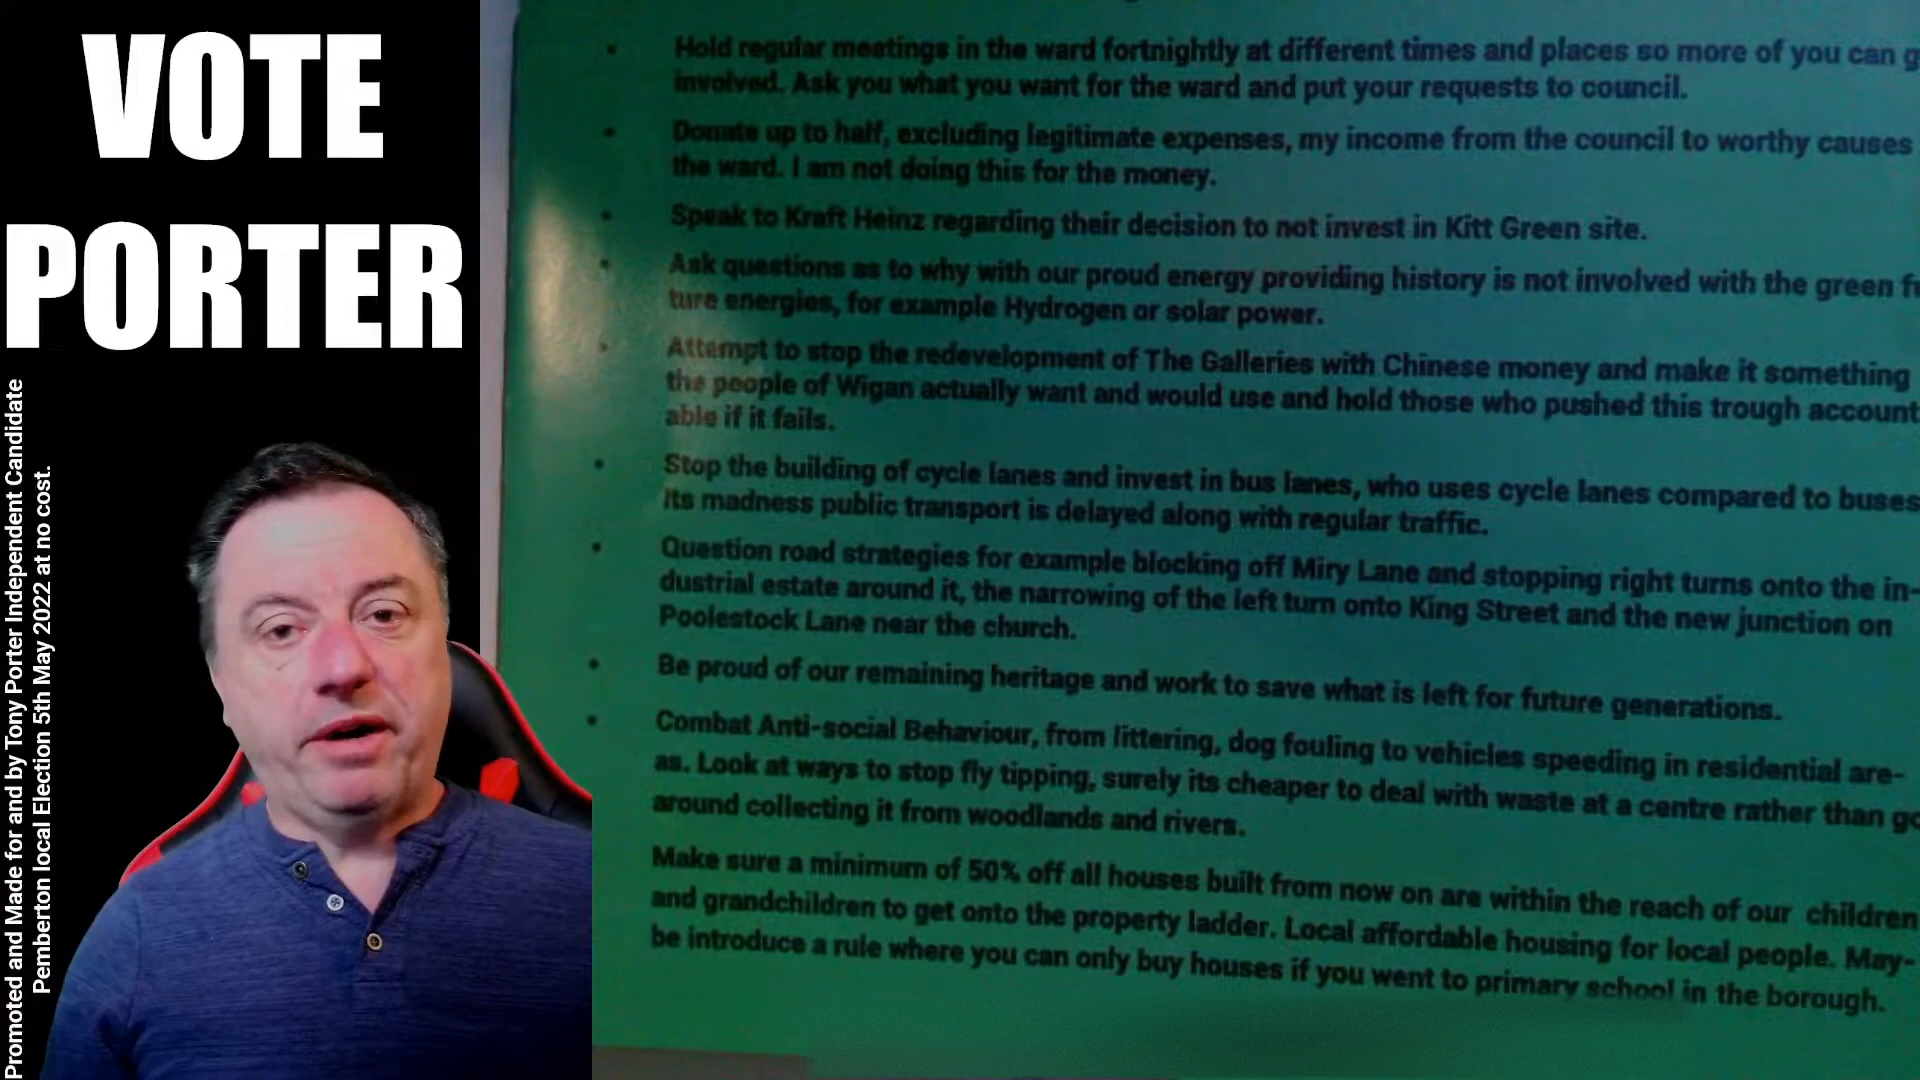 VOTE
PORTER
Promoted and Made for and by Tony Porter Independent Candidate
Pemberton local Election 5th May 2022 at no cost.
• Hold regular meetings in the ward fortnightly at different times and places so more of you can g
involved. Ask you what you want for the ward and put your requests to council.
• Donate up to half, excluding legitimate expenses, my income from the council to worthy causes
the ward. I am not doing this for the money.
• Speak to Kraft Heinz regarding their decision to not invest in Kitt Green site.
• Ask questions as to why with our proud energy providing history is not involved with the green fu
ture energies, for example Hydrogen or solar power.
• Attempt to stop the redevelopment of The Galleries with Chinese money and make it something
the people of Wigan actually want and would use and hold those who pushed this trough account
able if it fails.
• Stop the building of cycle lanes and invest in bus lanes, who uses cycle lanes compared to buses
Its madness public transport is delayed along with regular traffic.
• Question road strategies for example blocking off Miry Lane and stopping right turns onto the in-
dustrial estate around it, the narrowing of the left turn onto King Street and the new junction on
Poolestock Lane near the church.
• Be proud of our remaining heritage and work to save what is left for future generations.
• Combat Anti-social Behaviour, from littering, dog fouling to vehicles speeding in residential are-
as. Look at ways to stop fly tipping, surely its cheaper to deal with waste at a centre rather than go
around collecting it from woodlands and rivers.
Make sure a minimum of 50% off all houses built from now on are within the reach of our children
and grandchildren to get onto the property ladder. Local affordable housing for local people. May-
be introduce a rule where you can only buy houses if you went to primary school in the borough.